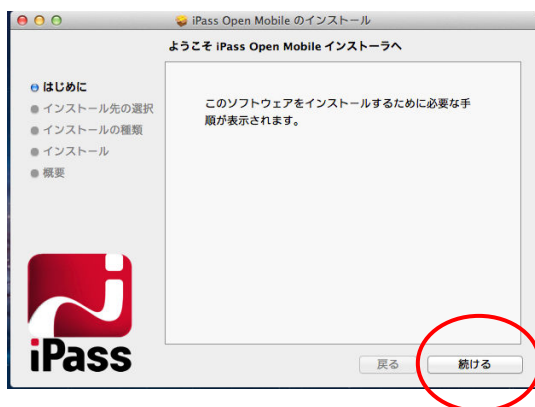 iPass Open Mobile のインストール
ようこそ iPass Open Mobile インストーラへ
はじめに
インストール先の選択
インストールの種類
インストール
概要
このソフトウェアをインストールするために必要な手
順が表示されます。
iPass
戻る
続ける